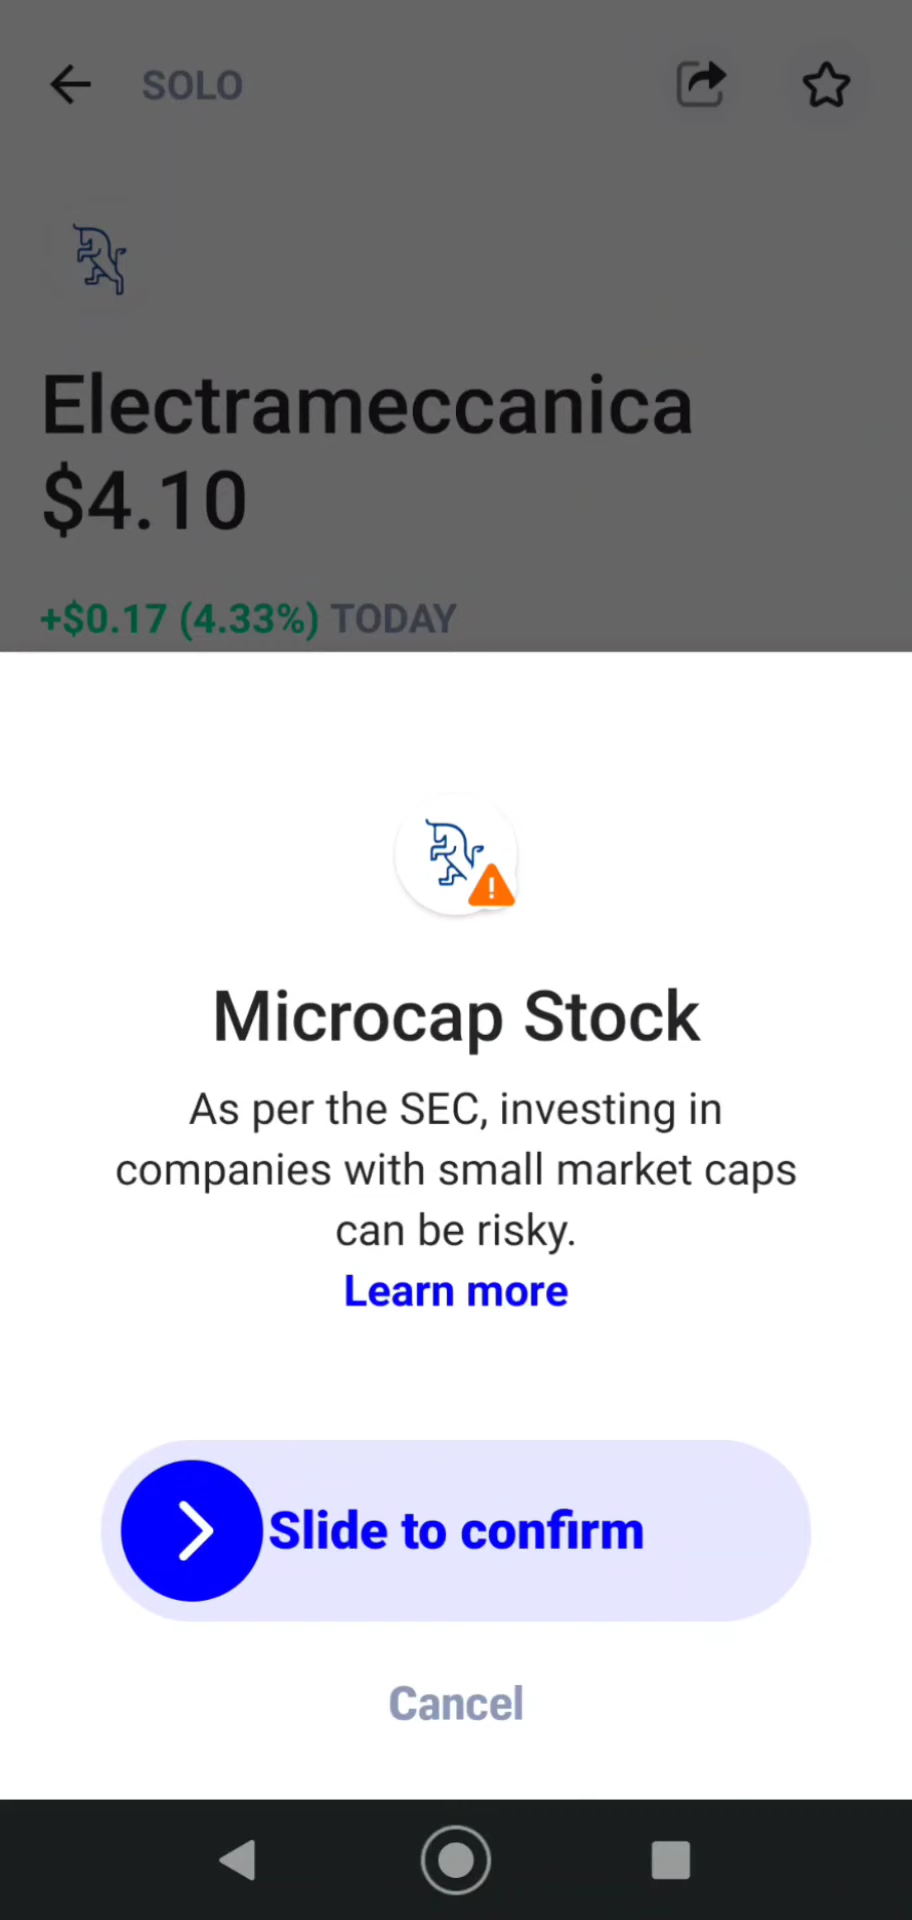 SOLO
Electrameccanica
$4.10
+$0.17 (4.33%) TODAY
Microcap Stock
As per the SEC, investing in
companies with small market caps
can be risky.
Learn more
Slide to confirm
Cancel